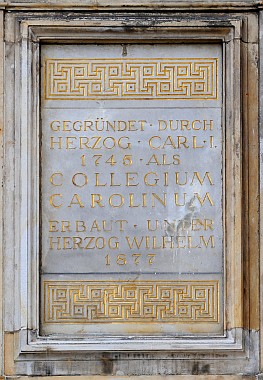 GEGRÜNDET · DURCH
HERZOG · CARL · I.
1745 · ALS
COLLEGIUM
CAROLINUM
ERBAUT · UNTER
HERZOG WILHELM
1877